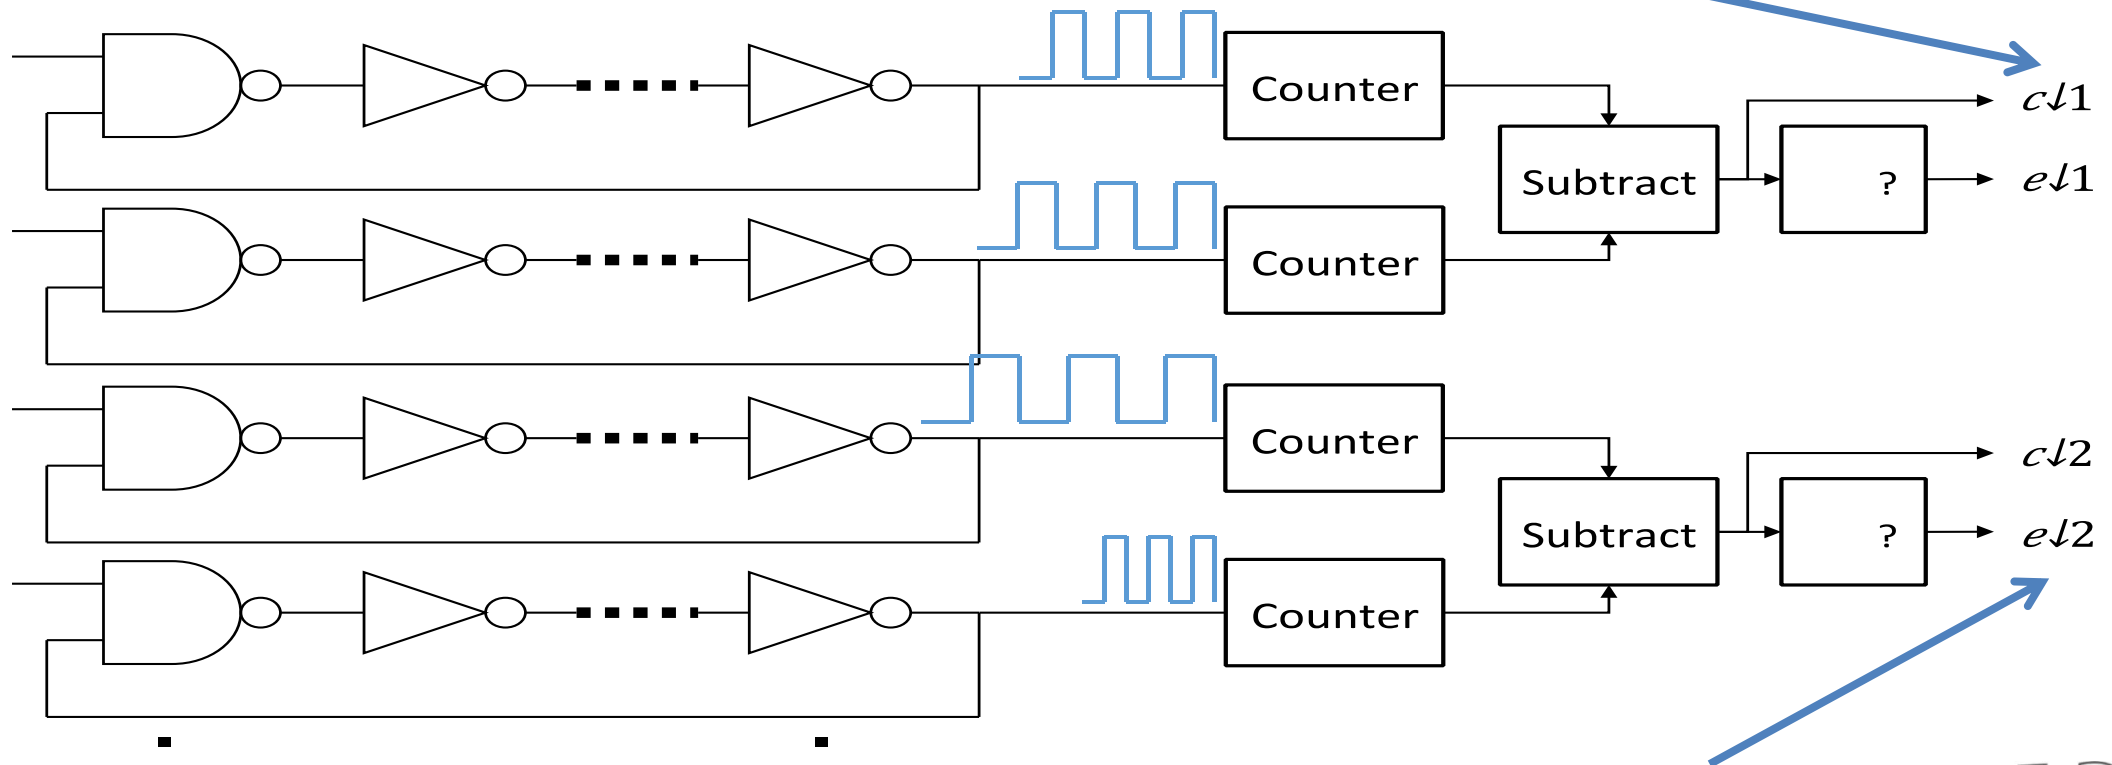 Counter
c↓1
Subtract ?
e↓1
Counter
Counter
c↓2
Subtract ?
e↓2
Counter